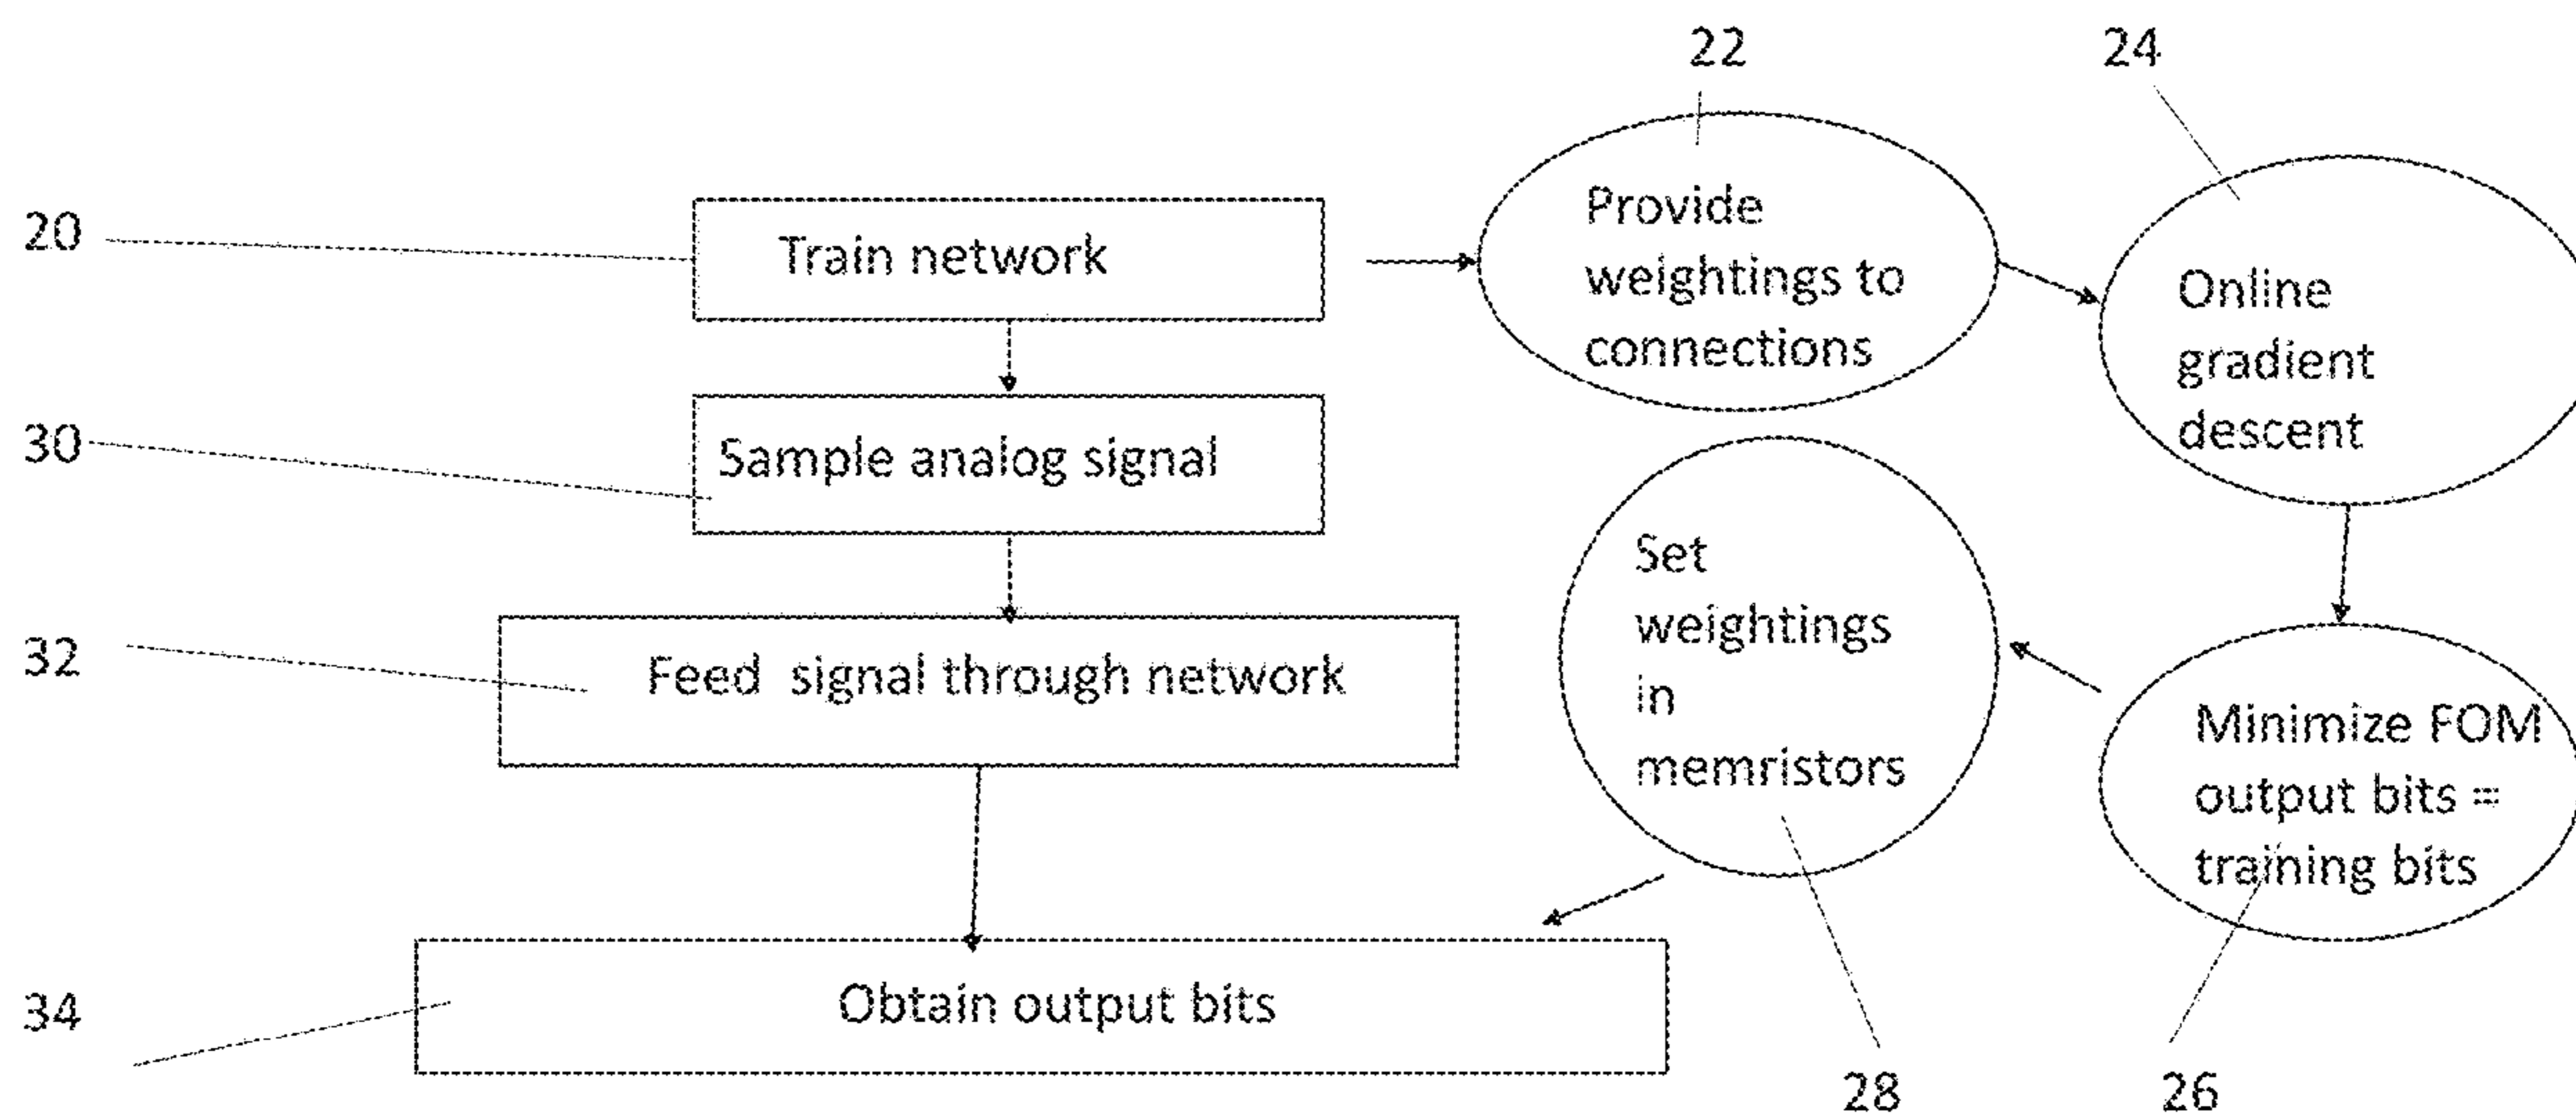 22
24
20
Train network
Provide
weightings to
connections
Online
gradient
descent
30
Sample analog signal
32
Feed signal through network
Set
weightings
in
memristors
Minimize FOM
output bits =
training bits
34
Obtain output bits
28
26